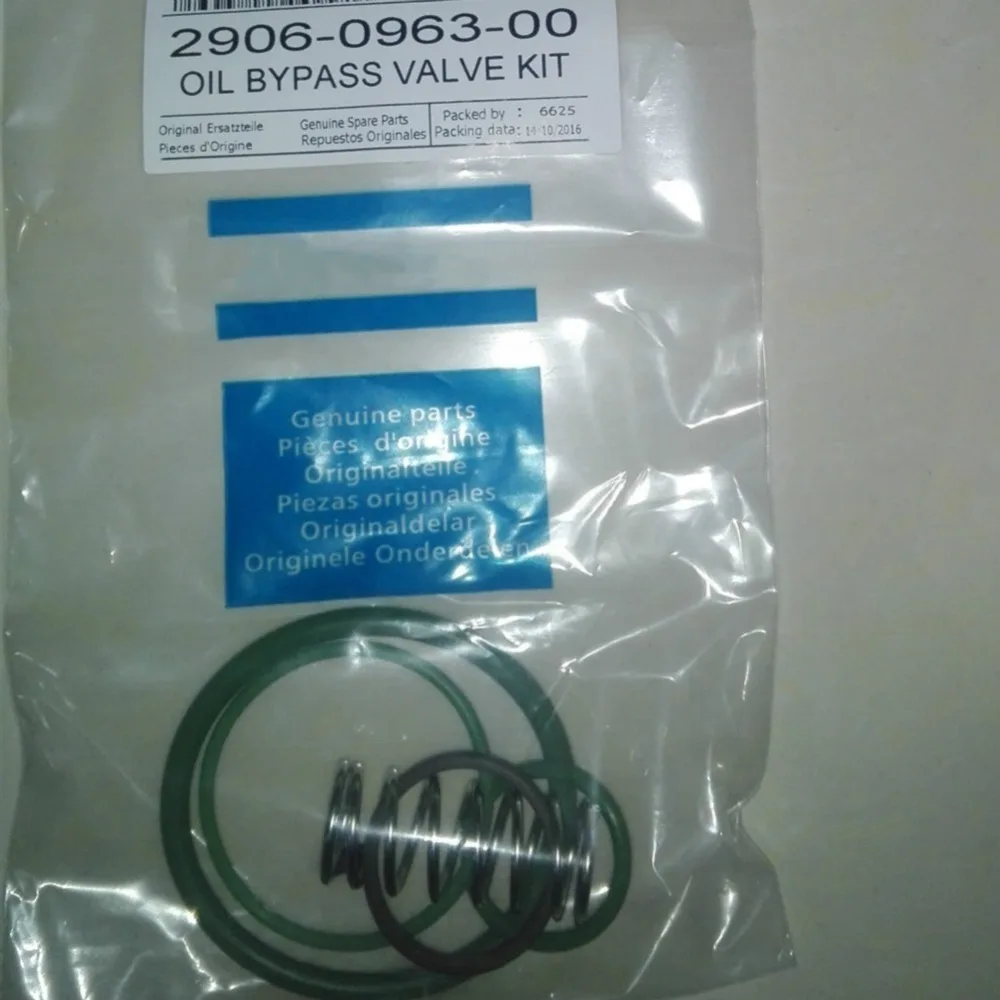 2906-0963-00
OIL BYPASS VALVE KIT
Original Ersatzteile
Pieces d'Origine
Genuine Spare Parts
Repuestos Originales
Packed by : 6625
Packing data: 10/2016
Genuine parts
Pièces d'origine
Originalteile
Piezas originales
Originaldelar
Originele Onderdelen